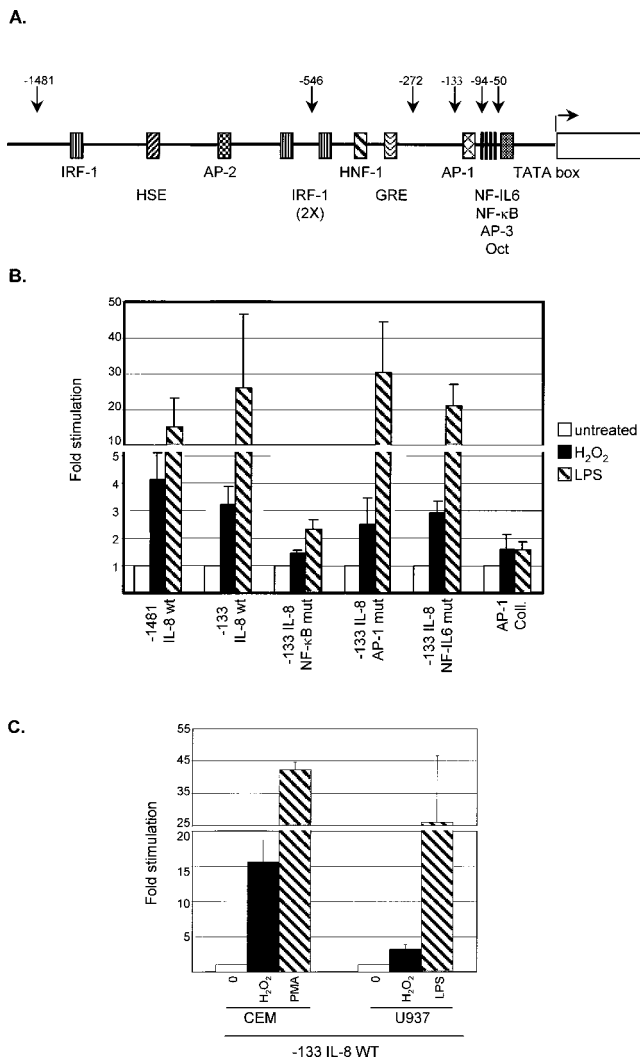 A.
-1481
-546
-272
-133
-94
-50
IRF-1
AP-2
HNF-1
AP-1
TATA box
HSE
IRF-1
(2X)
GRE
NF-IL6
NF-κB
AP-3
Oct
B.
Fold stimulation
50
40
30
20
10
5
4
3
2
1
untreated
H₂O₂
LPS
-1481
IL-8 wt
-133
IL-8 wt
-133 IL-8
NF-κB mut
-133 IL-8
AP-1 mut
-133 IL-8
NF-IL6 mut
AP-1
Coll.
C.
Fold stimulation
55
45
35
25
20
15
10
5
0
H₂O₂
PMA
0
H₂O₂
LPS
CEM
U937
-133 IL-8 WT